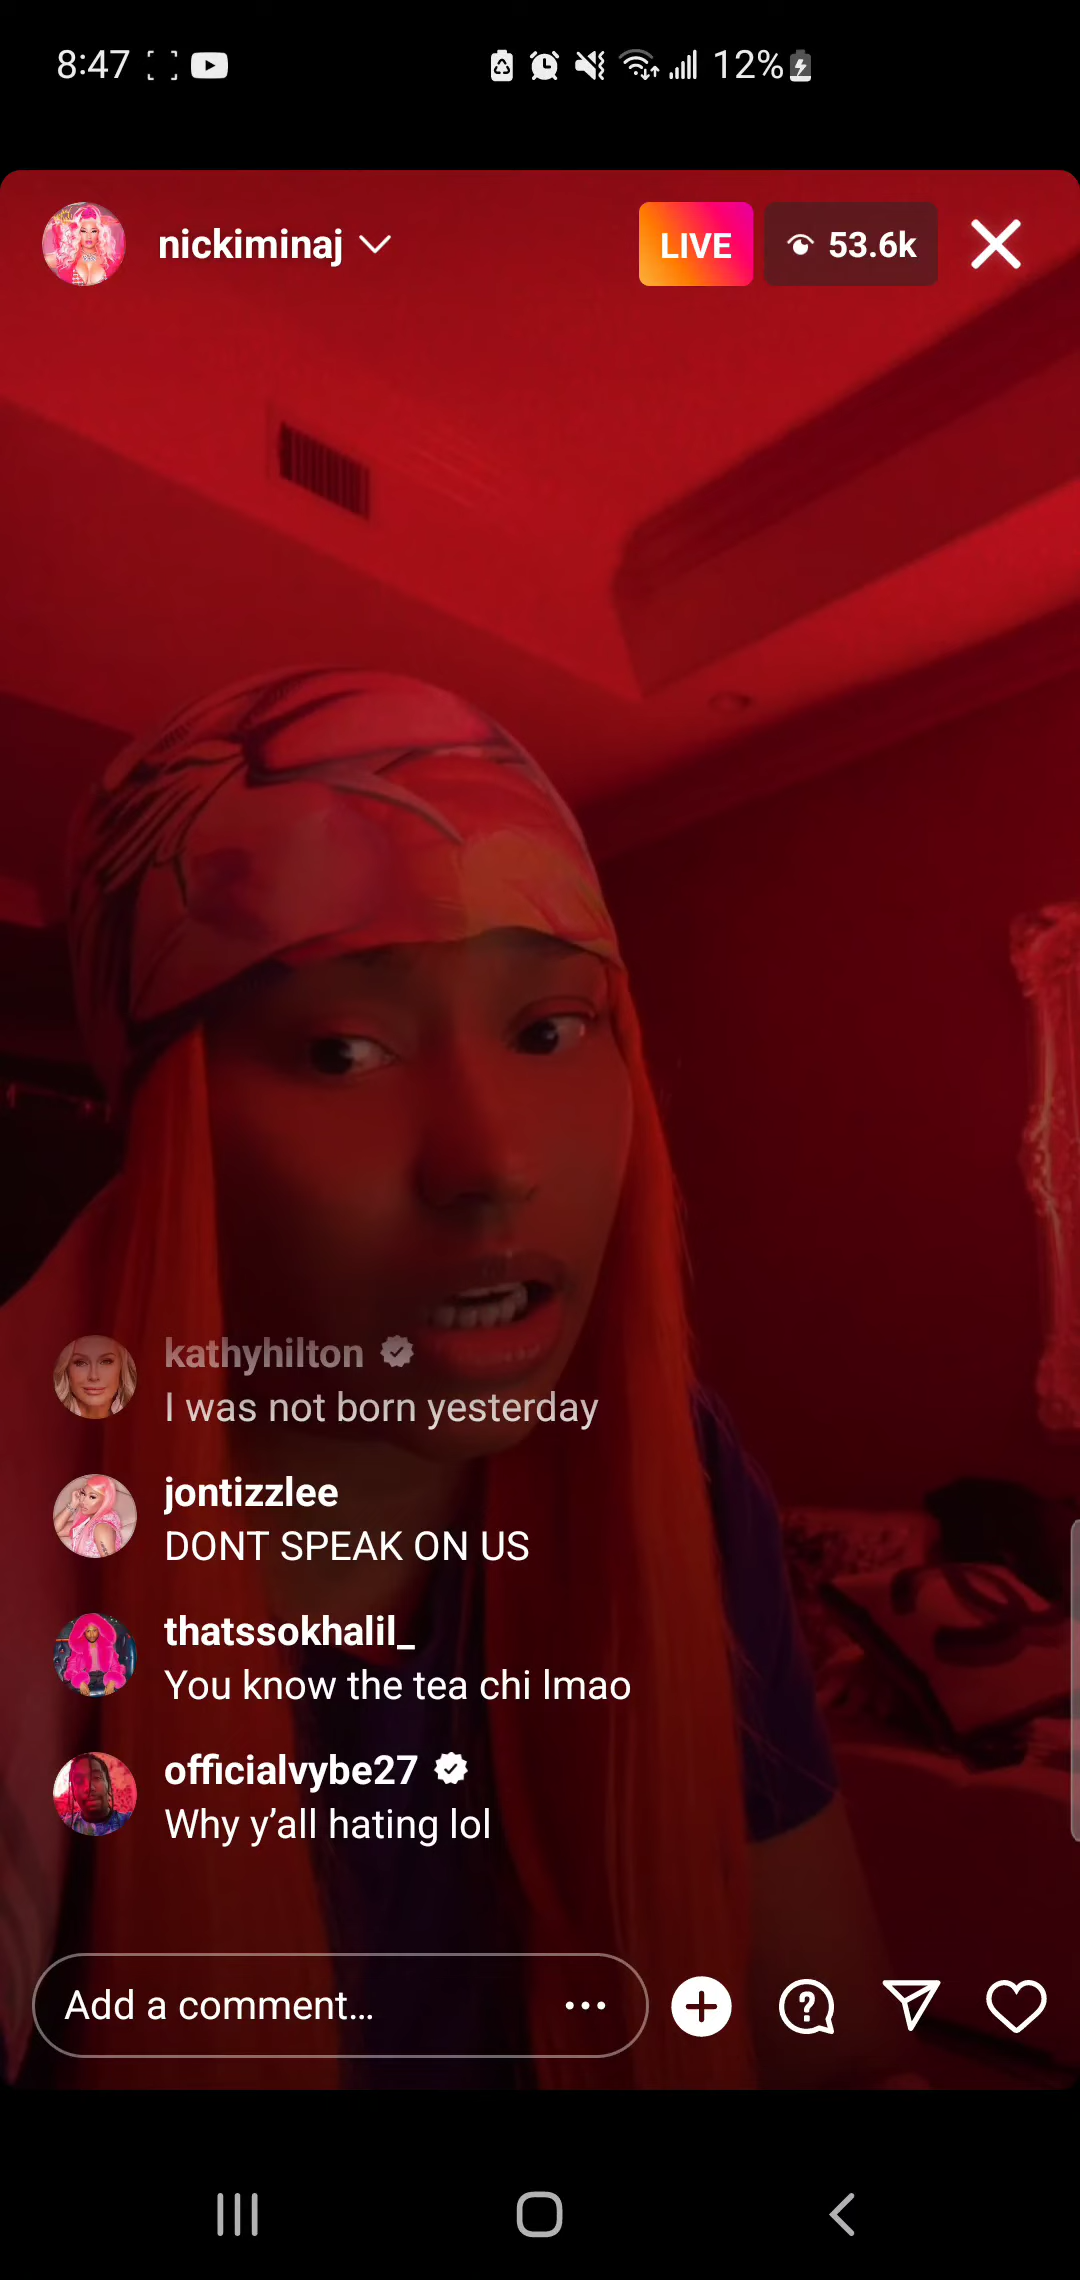 8:47
12%
nickiminaj
LIVE
53.6k
kathyhilton
I was not born yesterday
jontizzlee
DONT SPEAK ON US
thatssokhalil_
You know the tea chi lmao
officialvybe27
Why y’all hating lol
Add a comment...